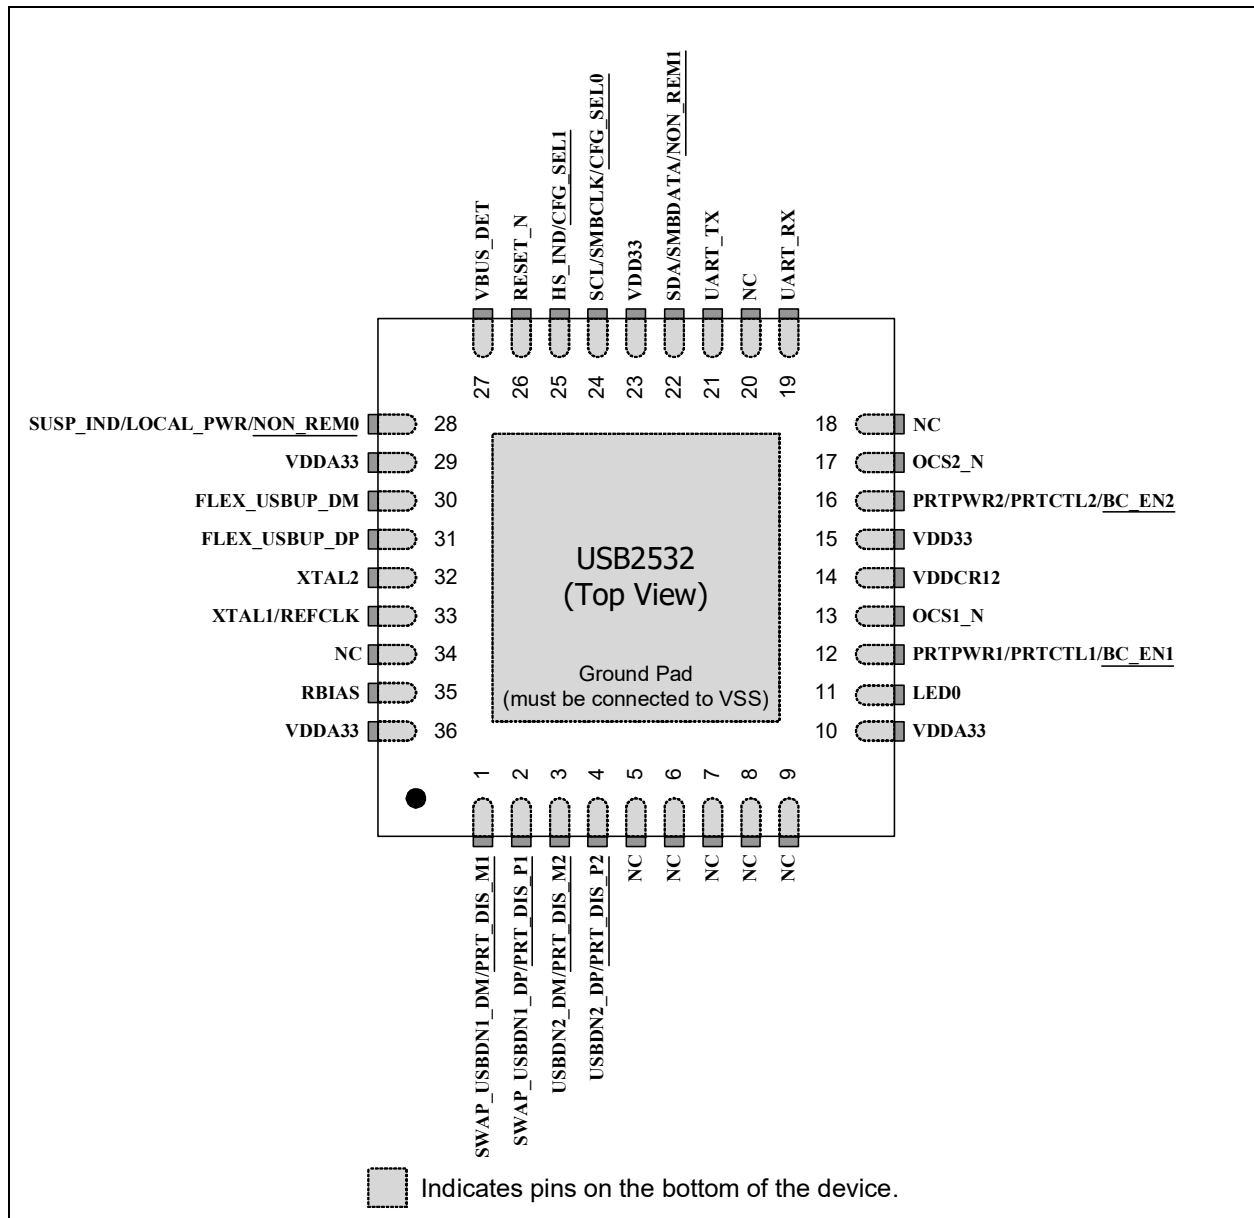 VBUS_DET
RESET_N
HS_IND/CFG_SEL1
SCL/SMBCLK/CFG_SEL0
VDD33
SDA/SMBDATA/NON_REM1
UART_TX
NC
UART_RX
27
26
25
24
23
22
21
20
19
SUSP_IND/LOCAL_PWR/NON_REM0 28
VDDA33 29
FLEX_USBUP_DM 30
FLEX_USBUP_DP 31
XTAL2 32
XTAL1/REFCLK 33
NC 34
RBIAS 35
VDDA33 36
USB2532
(Top View)
Ground Pad
(must be connected to VSS)
18 NC
17 OCS2_N
16 PRTPWR2/PRTCTL2/BC_EN2
15 VDD33
14 VDDCR12
13 OCS1_N
12 PRTPWR1/PRTCTL1/BC_EN1
11 LED0
10 VDDA33
1
2
3
4
5
6
7
8
9
SWAP_USBDN1_DM/PRT_DIS_M1
SWAP_USBDN1_DP/PRT_DIS_P1
USBDN2_DM/PRT_DIS_M2
USBDN2_DP/PRT_DIS_P2
NC
NC
NC
NC
NC
Indicates pins on the bottom of the device.